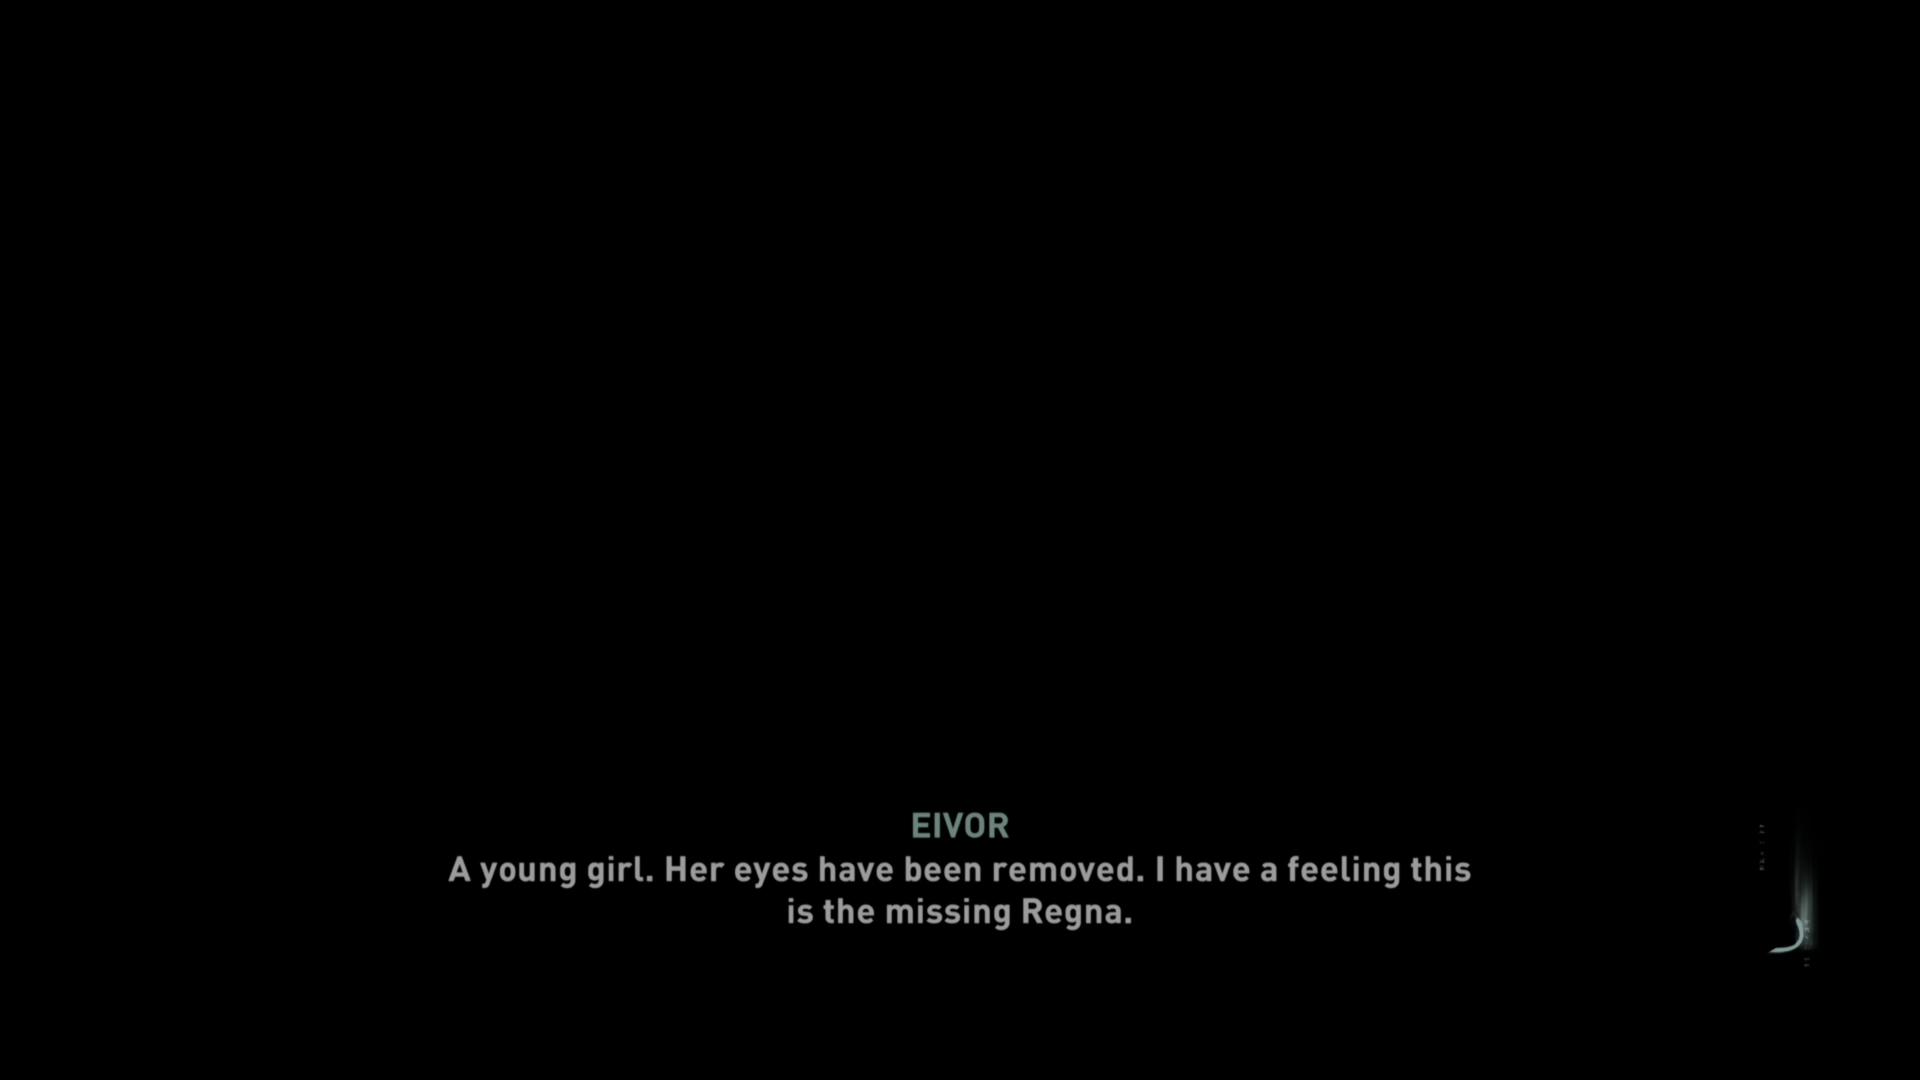 EIVOR
A young girl. Her eyes have been removed. I have a feeling this
is the missing Regna.